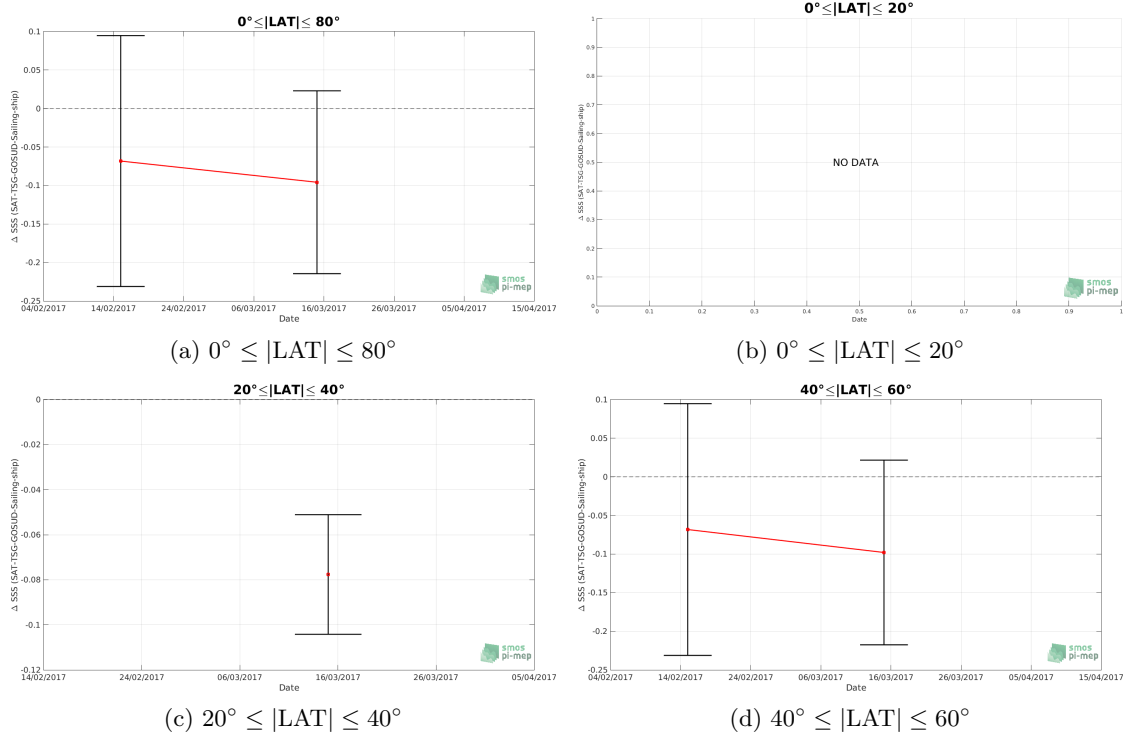 0°≤|LAT|≤ 80°
Δ SSS (SAT-TSG-GOSUD-Sailing-ship)
0.1
0.05
0
-0.05
-0.1
-0.15
-0.2
-0.25
04/02/2017 14/02/2017 24/02/2017 06/03/2017 16/03/2017 26/03/2017 05/04/2017 15/04/2017
Date
smos
pi-mep
(a) 0° ≤ |LAT| ≤ 80°
0°≤|LAT|≤ 20°
Δ SSS (SAT-TSG-GOSUD-Sailing-ship)
1
0.9
0.8
0.7
0.6
0.5
0.4
0.3
0.2
0.1
0
NO DATA
0 0.1 0.2 0.3 0.4 0.5 0.6 0.7 0.8 0.9 1
Date
smos
pi-mep
(b) 0° ≤ |LAT| ≤ 20°
20°≤|LAT|≤ 40°
Δ SSS (SAT-TSG-GOSUD-Sailing-ship)
0
-0.02
-0.04
-0.06
-0.08
-0.1
-0.12
14/02/2017 24/02/2017 06/03/2017 16/03/2017 26/03/2017 05/04/2017
Date
smos
pi-mep
(c) 20° ≤ |LAT| ≤ 40°
40°≤|LAT|≤ 60°
Δ SSS (SAT-TSG-GOSUD-Sailing-ship)
0.1
0.05
0
-0.05
-0.1
-0.15
-0.2
-0.25
04/02/2017 14/02/2017 24/02/2017 06/03/2017 16/03/2017 26/03/2017 05/04/2017 15/04/2017
Date
smos
pi-mep
(d) 40° ≤ |LAT| ≤ 60°